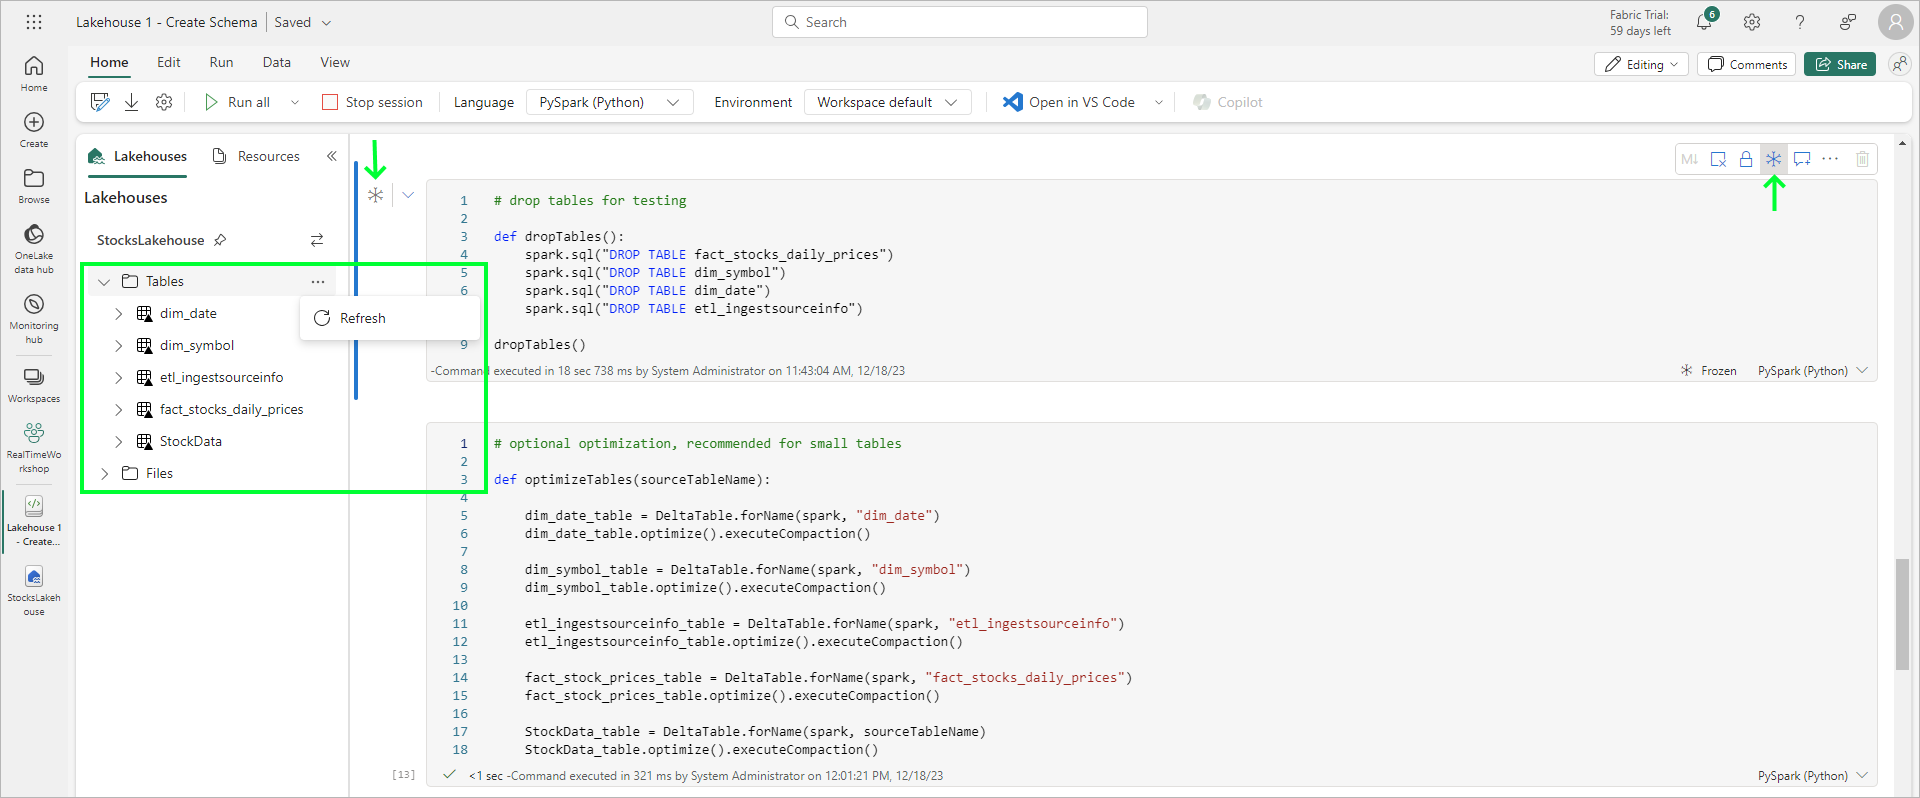 Lakehouse 1 - Create Schema Saved
Search
Fabric Trial:
59 days left
6
Home
Edit
Run
Data
View
Editing
Comments
Share
Run all
Stop session
Language
PySpark (Python)
Environment
Workspace default
Open in VS Code
Copilot
Home
Create
Browse
OneLake
data hub
Monitoring
hub
Workspaces
RealTimeWo
rkshop
Lakehouse 1
- Create...
StocksLakeh
ouse
Lakehouses
Resources
Lakehouses
StocksLakehouse
Tables
dim_date
dim_symbol
etl_ingestsourceinfo
fact_stocks_daily_prices
StockData
Files
Refresh
M↓
1 # drop tables for testing
2
3 def dropTables():
4 spark.sql("DROP TABLE fact_stocks_daily_prices")
5 spark.sql("DROP TABLE dim_symbol")
6 spark.sql("DROP TABLE dim_date")
spark.sql("DROP TABLE etl_ingestsourceinfo")
9 dropTables()
-Command executed in 18 sec 738 ms by System Administrator on 11:43:04 AM, 12/18/23
Frozen
PySpark (Python)
1 # optional optimization, recommended for small tables
2
3 def optimizeTables(sourceTableName):
4
5 dim_date_table = DeltaTable.forName(spark, "dim_date")
6 dim_date_table.optimize().executeCompaction()
7
8 dim_symbol_table = DeltaTable.forName(spark, "dim_symbol")
9 dim_symbol_table.optimize().executeCompaction()
10
11 etl_ingestsourceinfo_table = DeltaTable.forName(spark, "etl_ingestsourceinfo")
12 etl_ingestsourceinfo_table.optimize().executeCompaction()
13
14 fact_stock_prices_table = DeltaTable.forName(spark, "fact_stocks_daily_prices")
15 fact_stock_prices_table.optimize().executeCompaction()
16
17 StockData_table = DeltaTable.forName(spark, sourceTableName)
18 StockData_table.optimize().executeCompaction()
[13]
<1 sec -Command executed in 321 ms by System Administrator on 12:01:21 PM, 12/18/23
PySpark (Python)